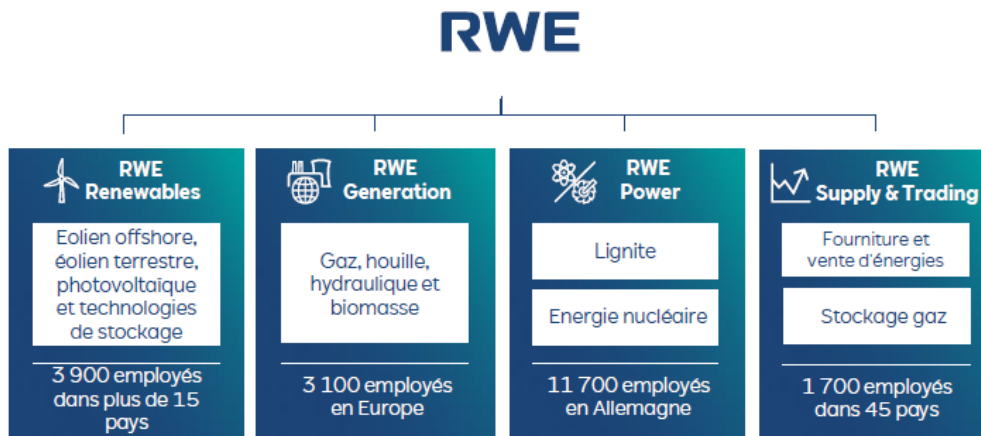 RWE
RWE
Renewables
Eolien offshore,
éolien terrestre,
photovoltaïque
et technologies
de stockage
3 900 employés
dans plus de 15
pays
RWE
Generation
Gaz, houille,
hydraulique et
biomasse
3 100 employés
en Europe
RWE
Power
Lignite
Energie nucléaire
11 700 employés
en Allemagne
RWE
Supply & Trading
Fourniture et
vente d'énergies
Stockage gaz
1 700 employés
dans 45 pays